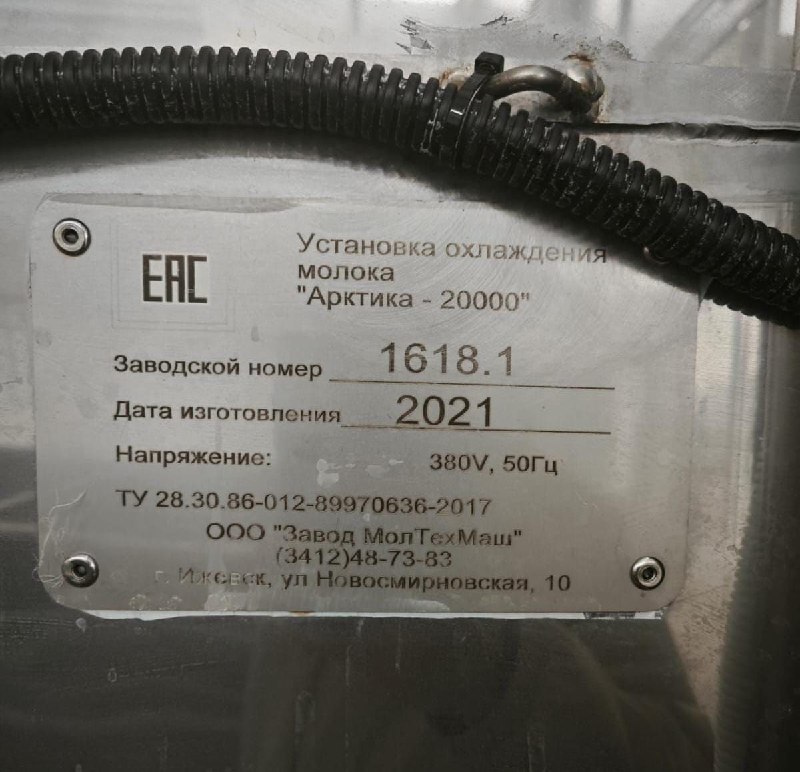 EAC
Установка охлаждения
молока
"Арктика - 20000"
Заводской номер 1618.1
Дата изготовления 2021
Напряжение: 380V, 50Гц
ТУ 28.30.86-012-89970636-2017
ООО "Завод МолТехМаш"
(3412)48-73-83
г. Ижевск, ул Новосмирновская, 10